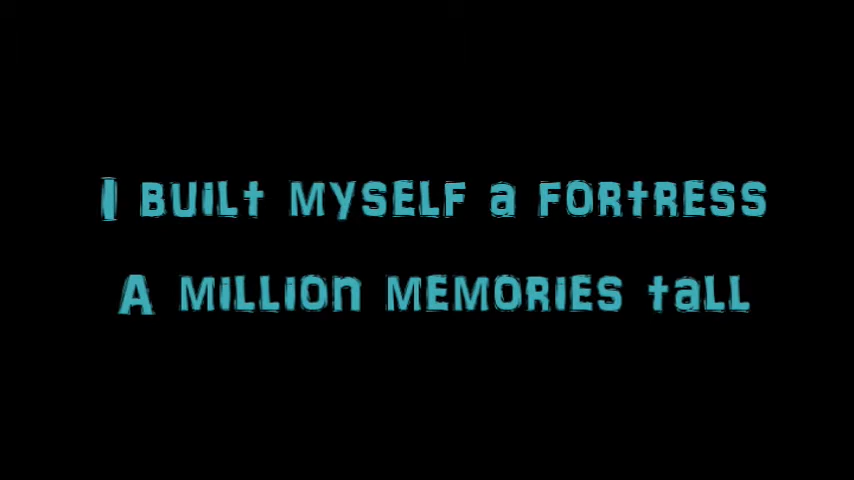 I BUiLt MYSELF a FORtRESS
A MiLLiOn MEMORiES taLL